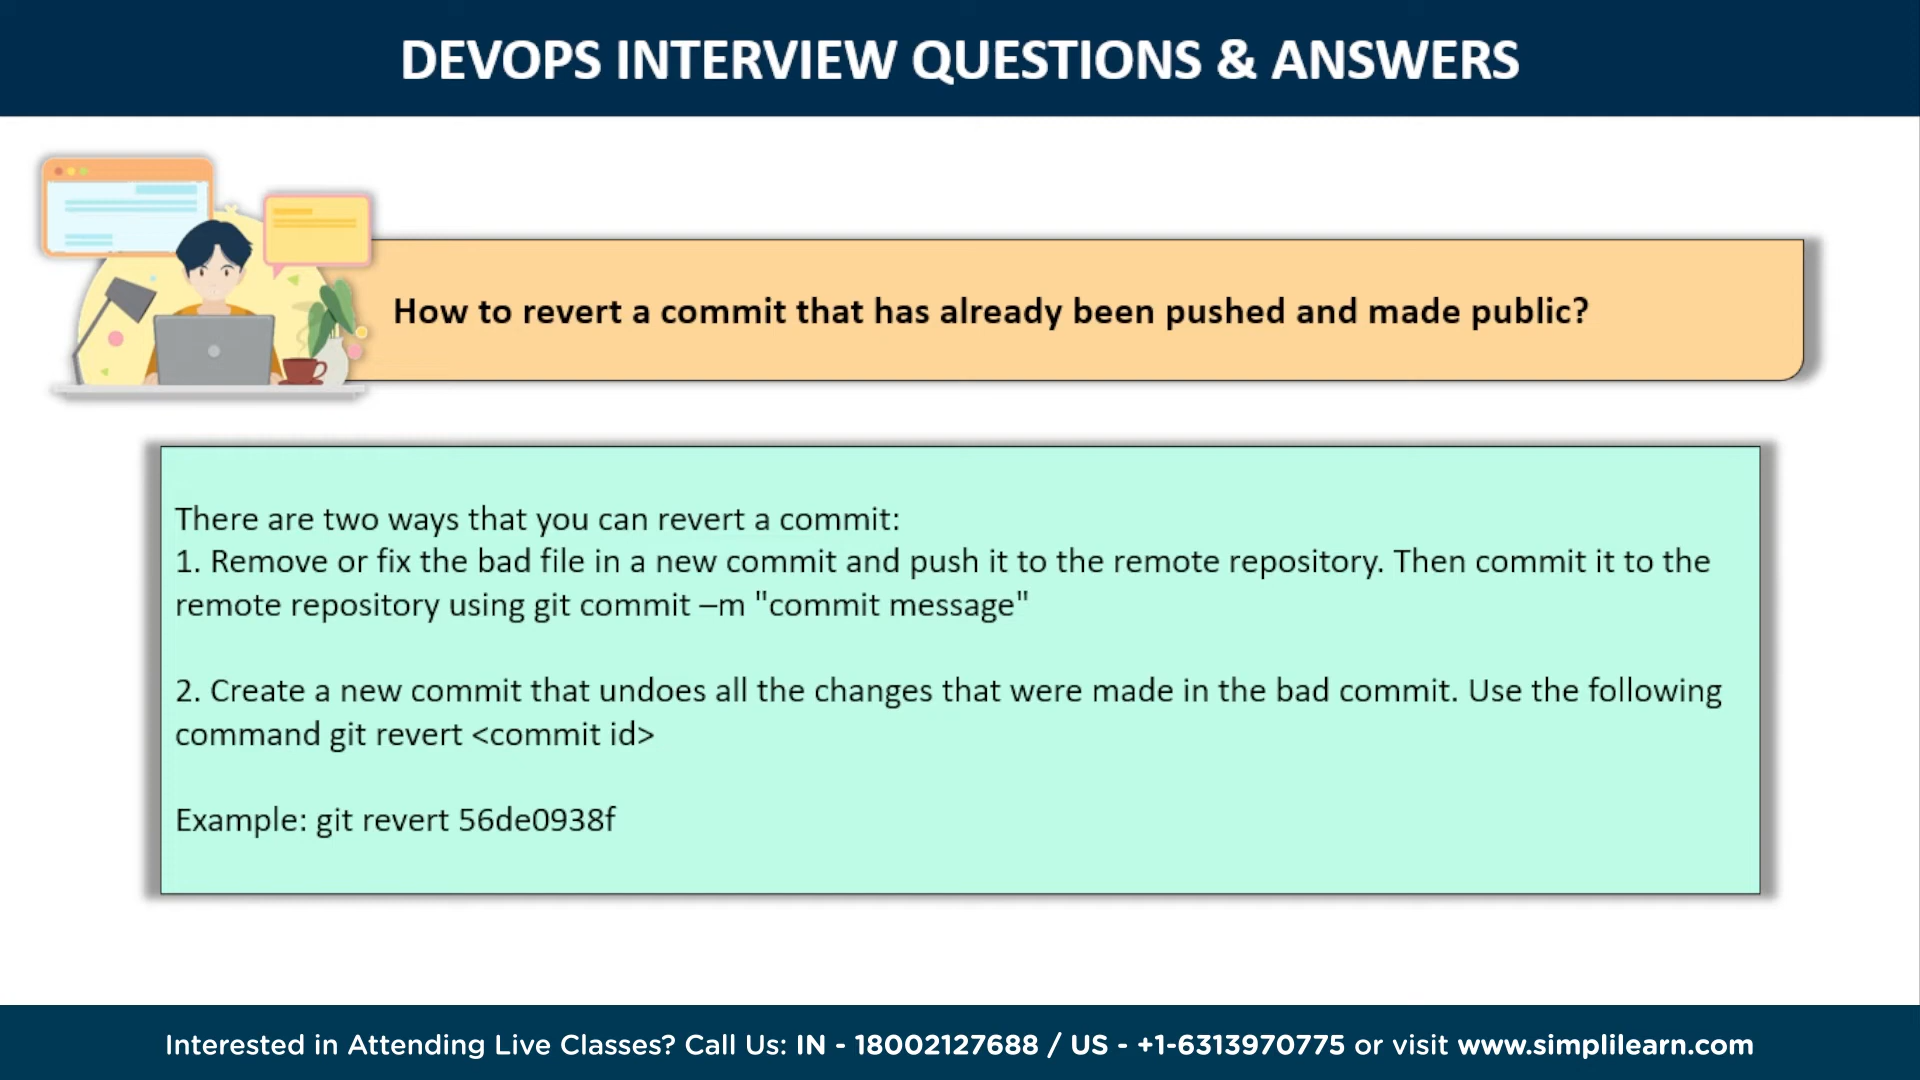 DEVOPS INTERVIEW QUESTIONS & ANSWERS
How to revert a commit that has already been pushed and made public?
There are two ways that you can revert a commit:
1. Remove or fix the bad file in a new commit and push it to the remote repository. Then commit it to the
remote repository using git commit –m "commit message"
2. Create a new commit that undoes all the changes that were made in the bad commit. Use the following
command git revert <commit id>
Example: git revert 56de0938f
Interested in Attending Live Classes? Call Us: IN - 18002127688 / US - +1-6313970775 or visit www.simplilearn.com